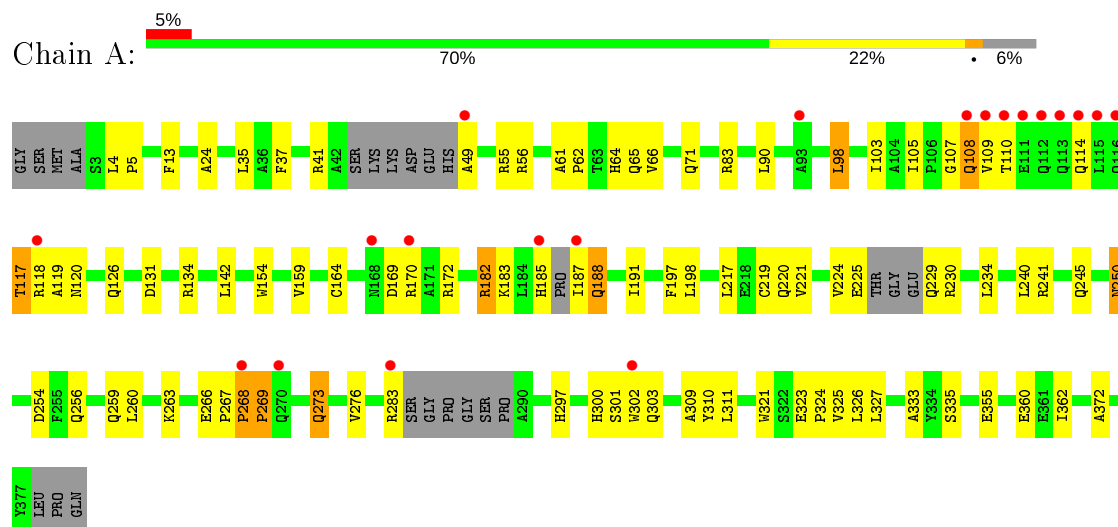 5%
Chain A:
70% 22% • 6%
GLY SER MET ALA S3 L4 P5 F13 A24 L35 A36 F37 R41 A42 SER LYS LYS ASP GLU HIS A49 R55 R56 A61 P62 T63 H64 Q65 V66 Q71 R83 L90 A93 L98 I103 A104 I105 P106 G107 Q108 V109 T110 E111 Q112 Q113 Q114 L115 Q116
T117 R118 A119 N120 Q126 D131 R134 L142 W154 V159 C164 N168 D169 R170 A171 R172 R182 K183 L184 H185 PRO I187 Q188 I191 F197 L198 L217 E218 C219 Q220 V221 V224 E225 THR GLY GLU Q229 R230 L234 L240 R241 Q245 N250
D254 F255 Q256 Q259 L260 K263 E266 P267 P268 P269 Q270 Q273 V276 R283 SER GLY PRO GLY SER PRO A290 H297 H300 S301 W302 Q303 A309 Y310 L311 W321 S322 E323 P324 V325 L326 L327 A333 Y334 S335 E355 E360 E361 I362 A372
Y377 LEU PRO GLN